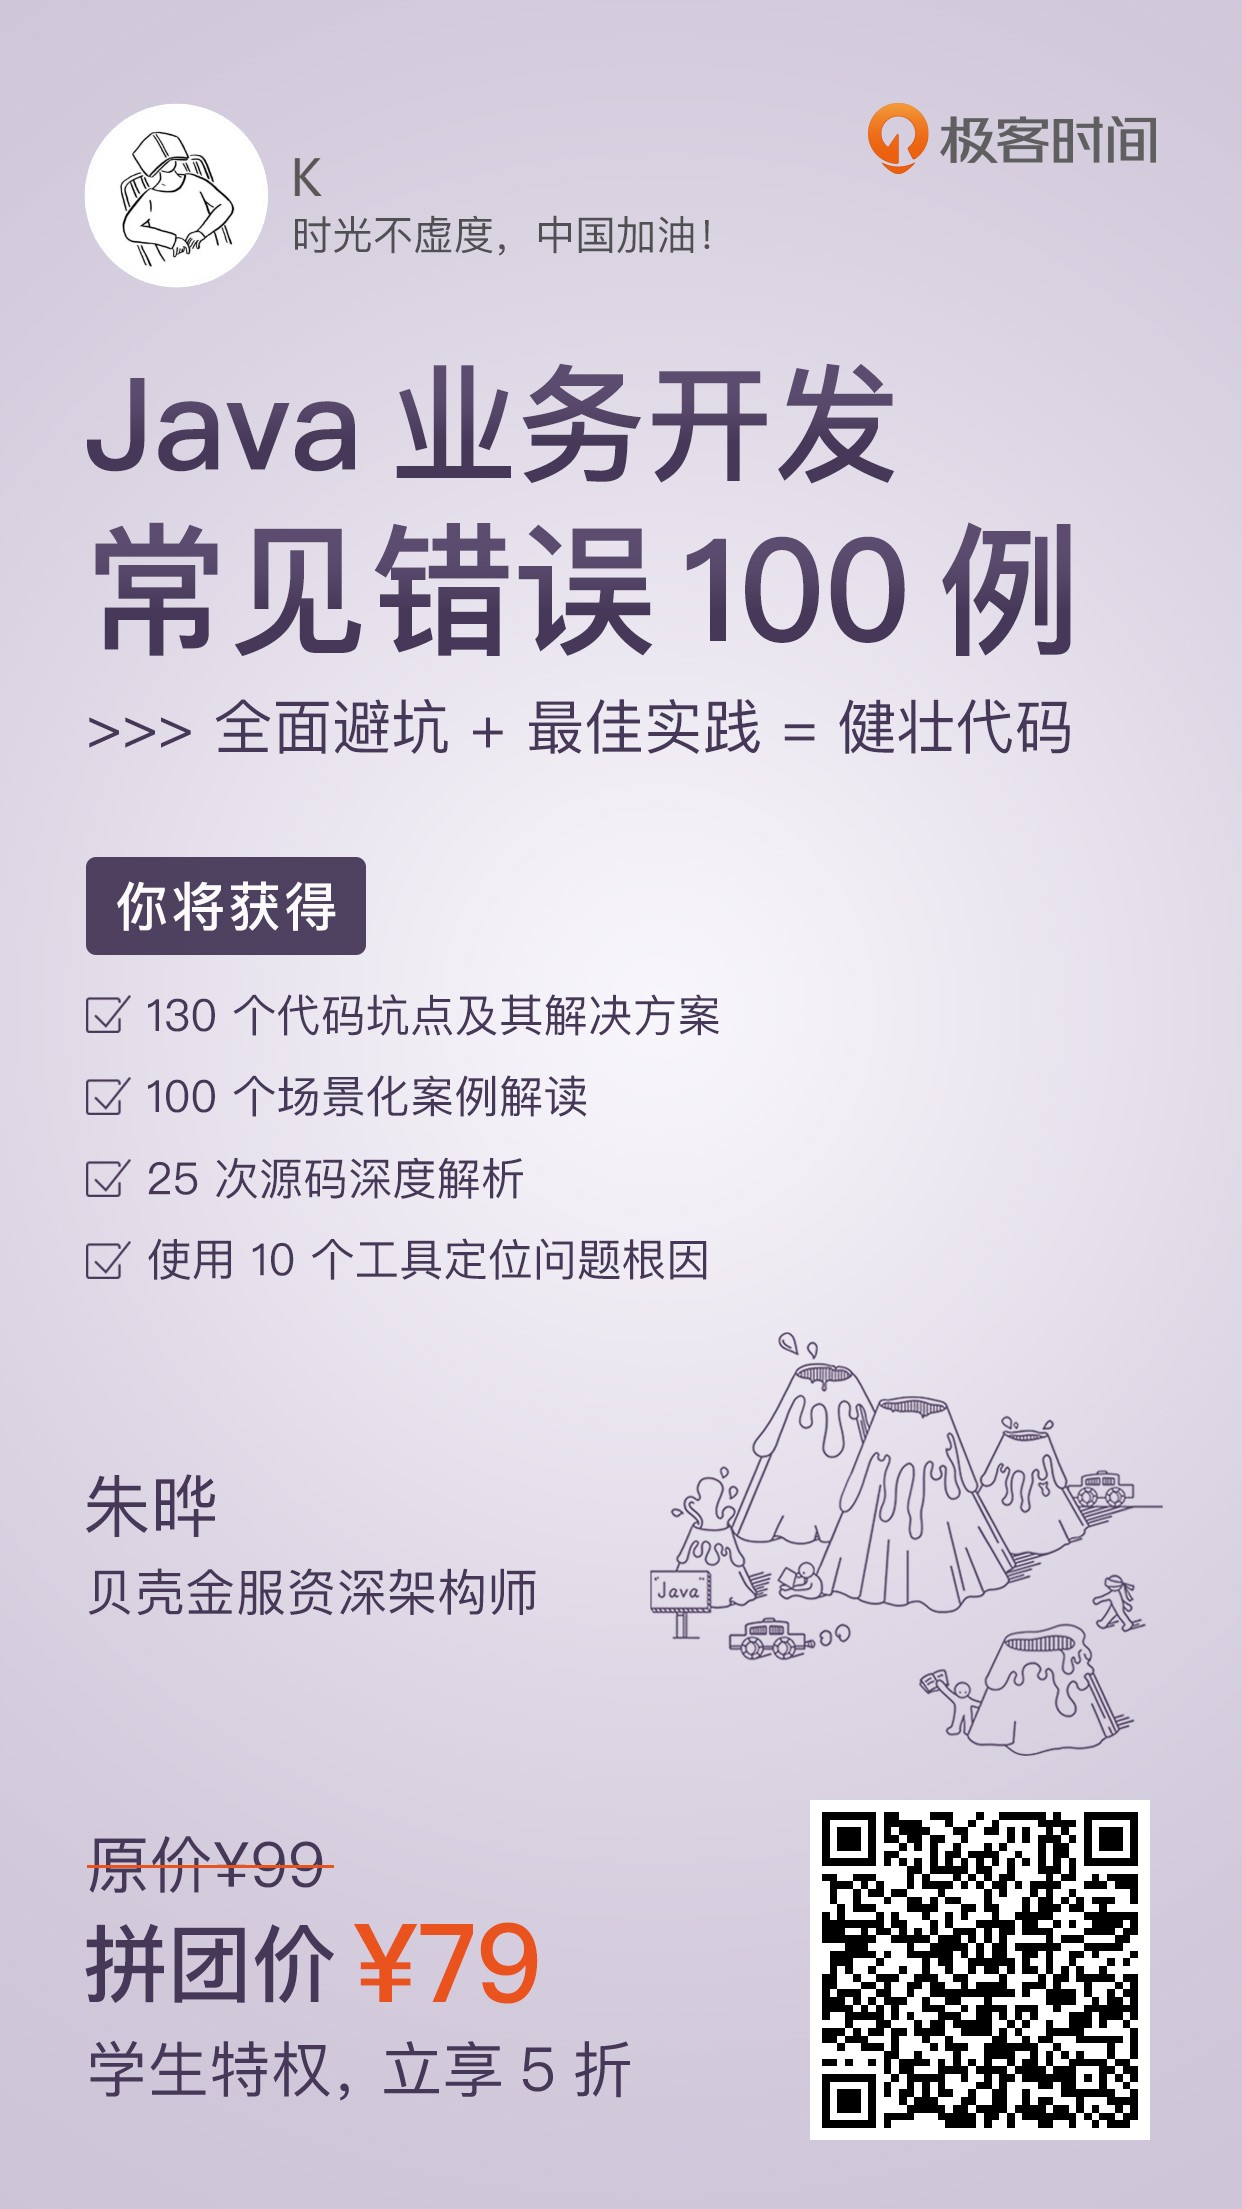 极客时间
K
时光不虚度，中国加油！
Java 业务开发
常见错误 100 例
>>> 全面避坑 + 最佳实践 = 健壮代码
你将获得
130 个代码坑点及其解决方案
100 个场景化案例解读
25 次源码深度解析
使用 10 个工具定位问题根因
朱晔
贝壳金服资深架构师
"Java"
原价¥99
拼团价 ¥79
学生特权，立享 5 折